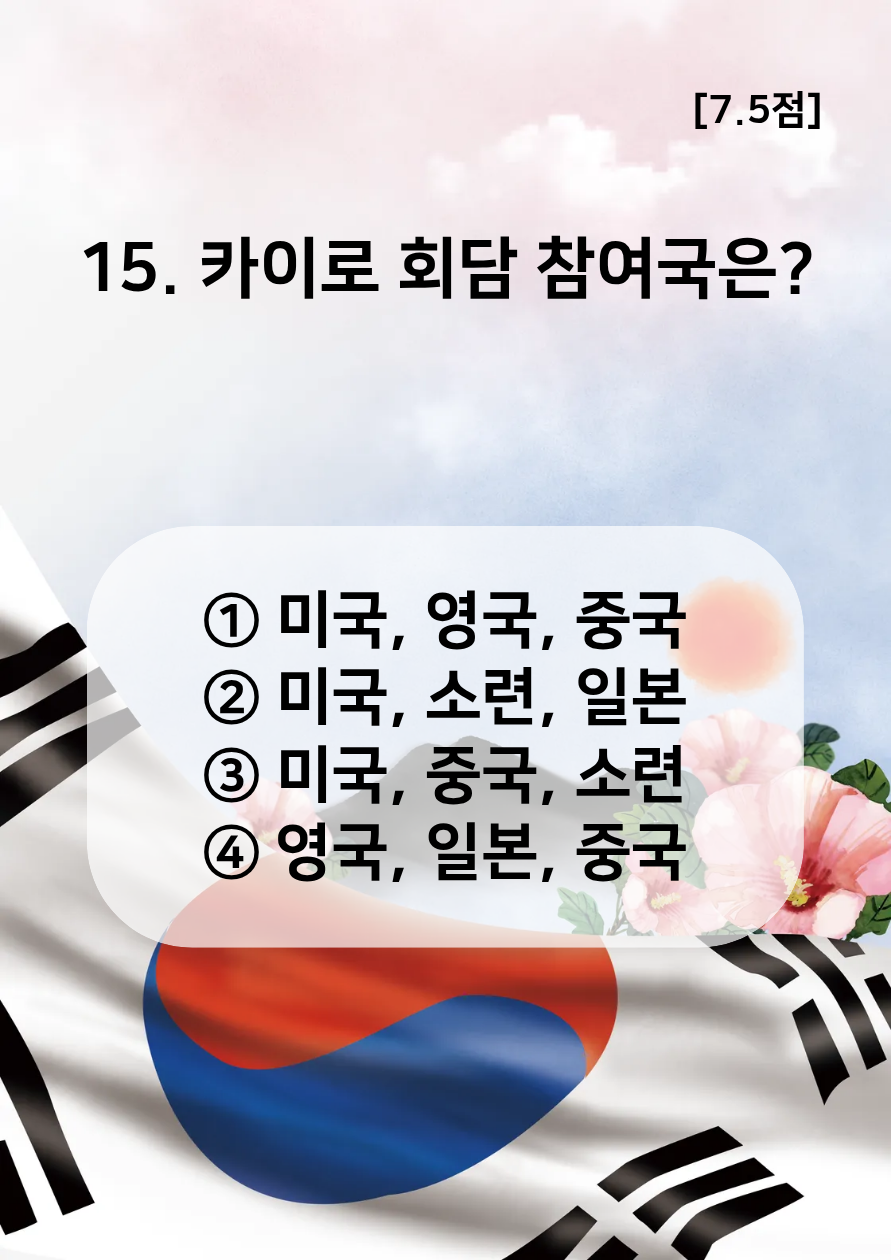 [7.5점]
15. 카이로 회담 참여국은?
① 미국, 영국, 중국
② 미국, 소련, 일본
③ 미국, 중국, 소련
④ 영국, 일본, 중국